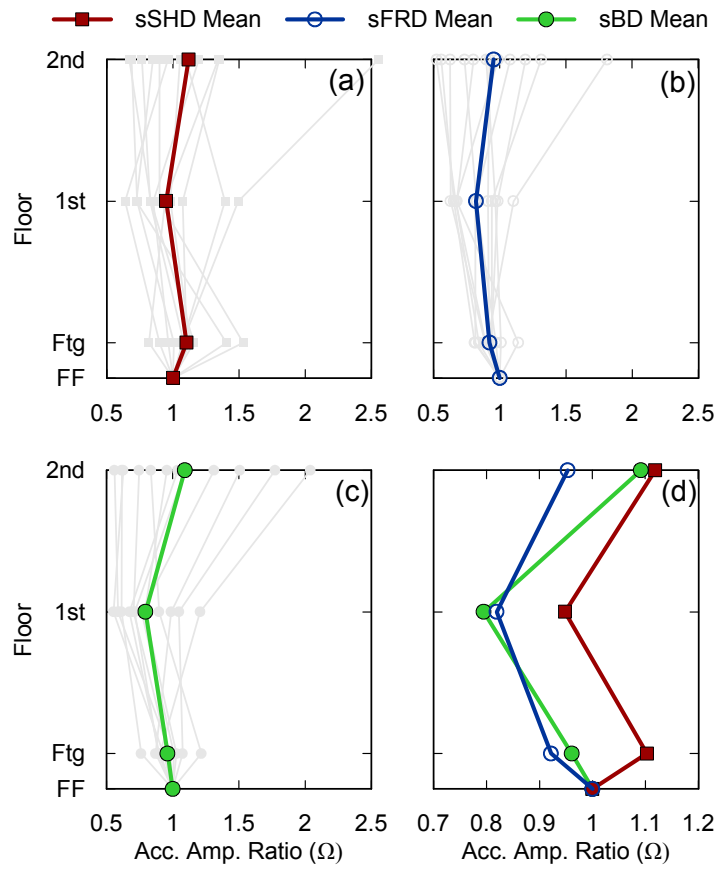 sSHD Mean sFRD Mean sBD Mean
2nd (a) (b)
1st
Floor
Ftg
FF
0.5 1 1.5 2 2.5 0.5 1 1.5 2 2.5
2nd (c) (d)
1st
Floor
Ftg
FF
0.5 1 1.5 2 2.5 0.7 0.8 0.9 1 1.1 1.2
Acc. Amp. Ratio (Ω) Acc. Amp. Ratio (Ω)